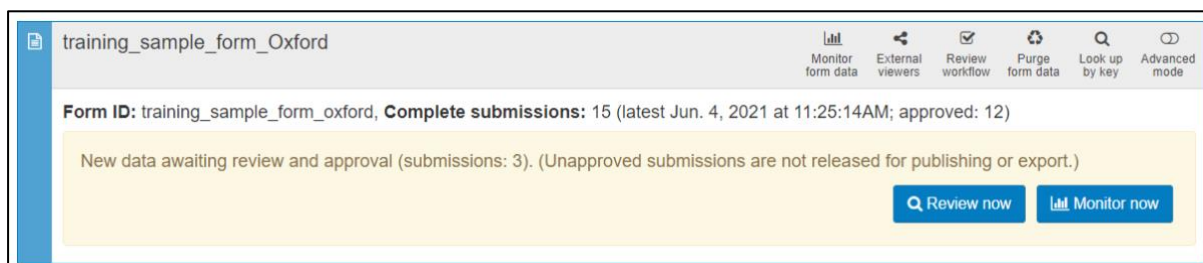 training_sample_form_Oxford
Monitor form data
External viewers
Review workflow
Purge form data
Look up by key
Advanced mode
Form ID: training_sample_form_oxford, Complete submissions: 15 (latest Jun. 4, 2021 at 11:25:14AM; approved: 12)
New data awaiting review and approval (submissions: 3). (Unapproved submissions are not released for publishing or export.)
Review now
Monitor now